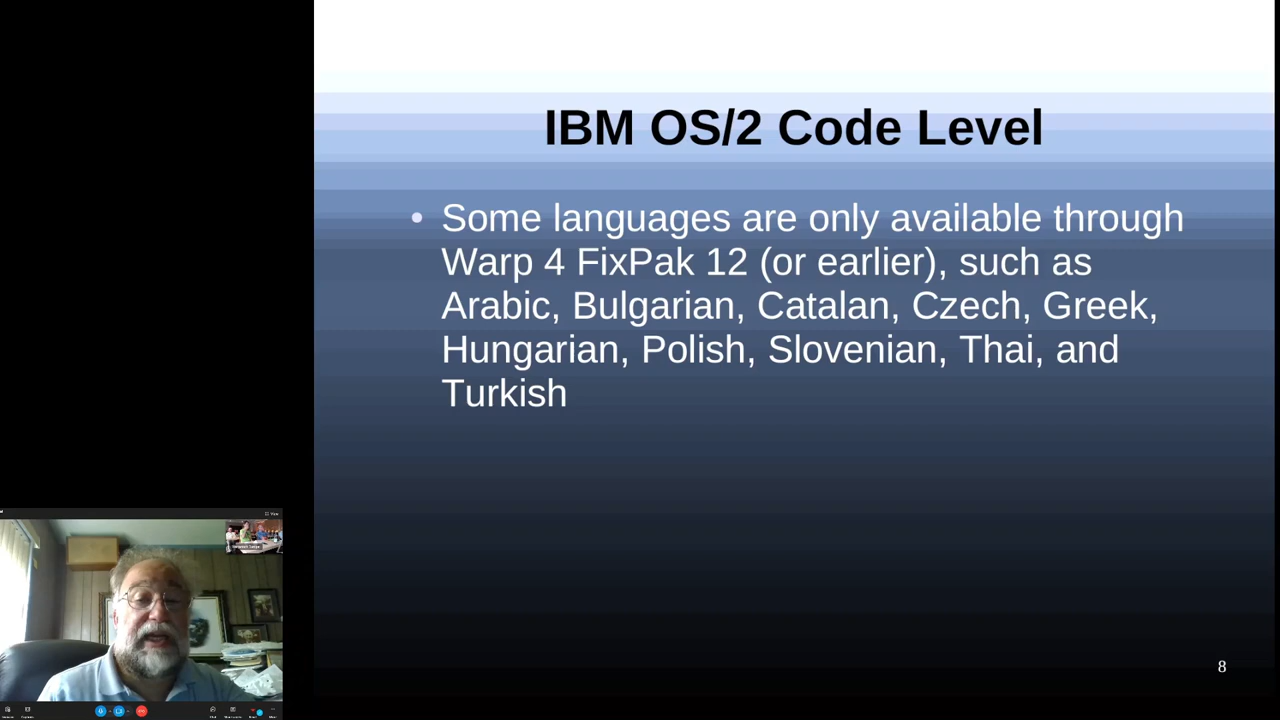 IBM OS/2 Code Level
• Some languages are only available through
Warp 4 FixPak 12 (or earlier), such as
Arabic, Bulgarian, Catalan, Czech, Greek,
Hungarian, Polish, Slovenian, Thai, and
Turkish
8
View